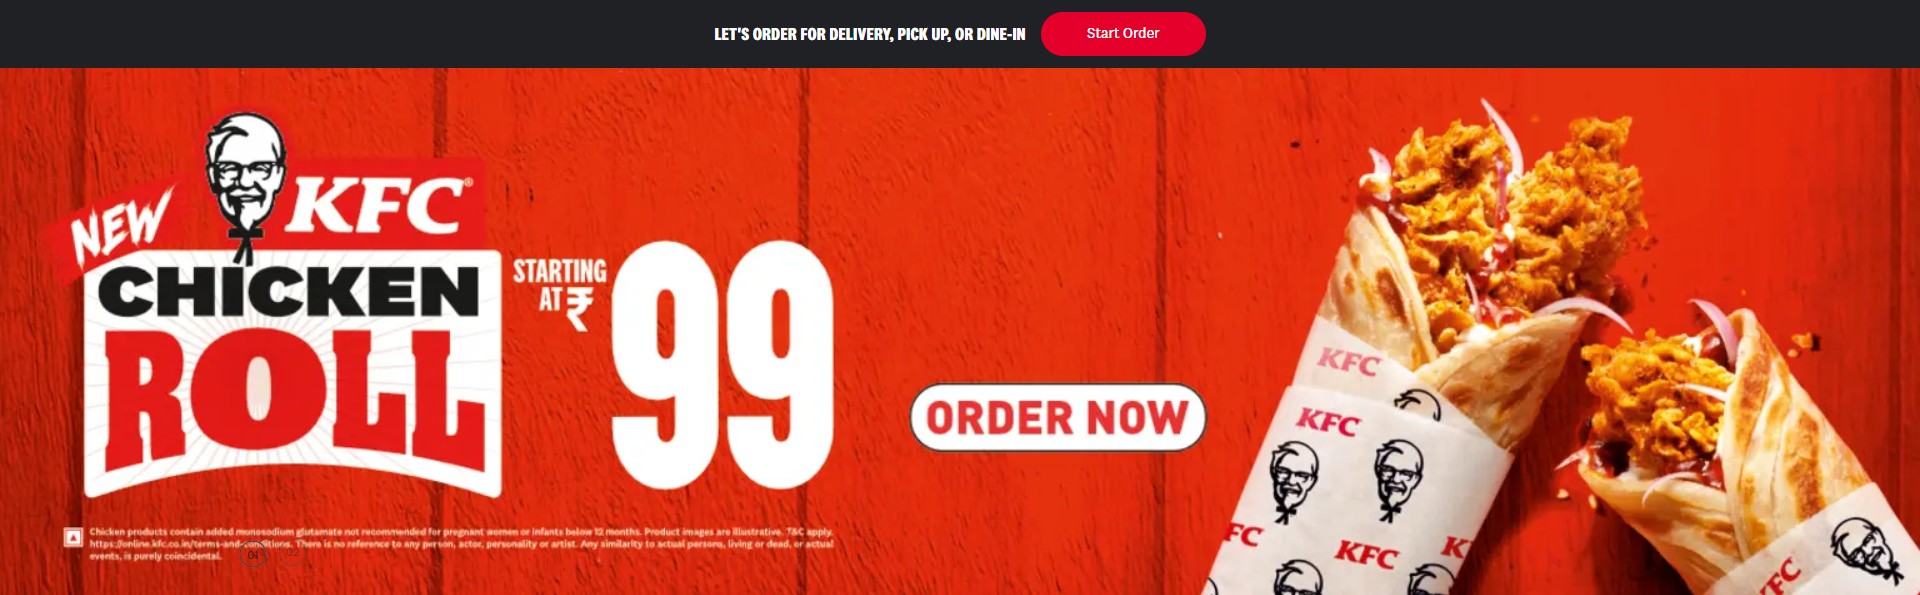 LET'S ORDER FOR DELIVERY, PICK UP, OR DINE-IN
Start Order
NEW
KFC®
CHICKEN
ROLL
STARTING
AT ₹
99
ORDER NOW
Chicken products contain added monosodium glutamate not recommended for pregnant women or infants below 12 months. Product images are illustrative. T&C apply.
https://online.kfc.co.in/terms-and-conditions. There is no reference to any person, actor, personality or artist. Any similarity to actual persons, living or dead, or actual
events, is purely coincidental.
01
KFC
KFC
FC
KFC
K
KFC